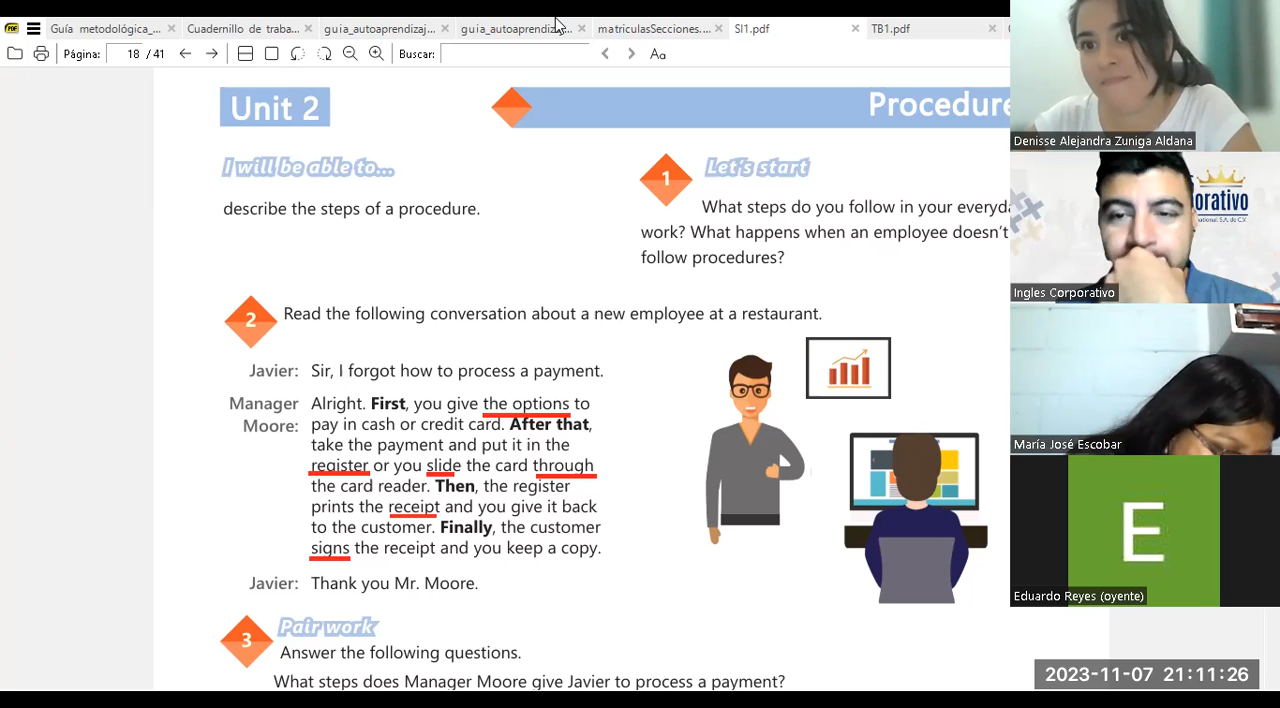 Guía metodológica_...
Cuadernillo de traba...
guia_autoaprendizaj...
guia_autoaprendiz...
matriculasSecciones....
SI1.pdf
TB1.pdf
Página: 18 / 41
Buscar:
Aa
Unit 2
Procedure
I will be able to...
describe the steps of a procedure.
1
Let's start
What steps do you follow in your everyda
work? What happens when an employee doesn't
follow procedures?
2
Read the following conversation about a new employee at a restaurant.
Javier: Sir, I forgot how to process a payment.
Manager Moore: Alright. First, you give the options to
pay in cash or credit card. After that,
take the payment and put it in the
register or you slide the card through
the card reader. Then, the register
prints the receipt and you give it back
to the customer. Finally, the customer
signs the receipt and you keep a copy.
Javier: Thank you Mr. Moore.
3
Pair work
Answer the following questions.
What steps does Manager Moore give Javier to process a payment?
Denisse Alejandra Zuniga Aldana
orativo
Ingles Corporativo
María José Escobar
E
Eduardo Reyes (oyente)
2023-11-07 21:11:26